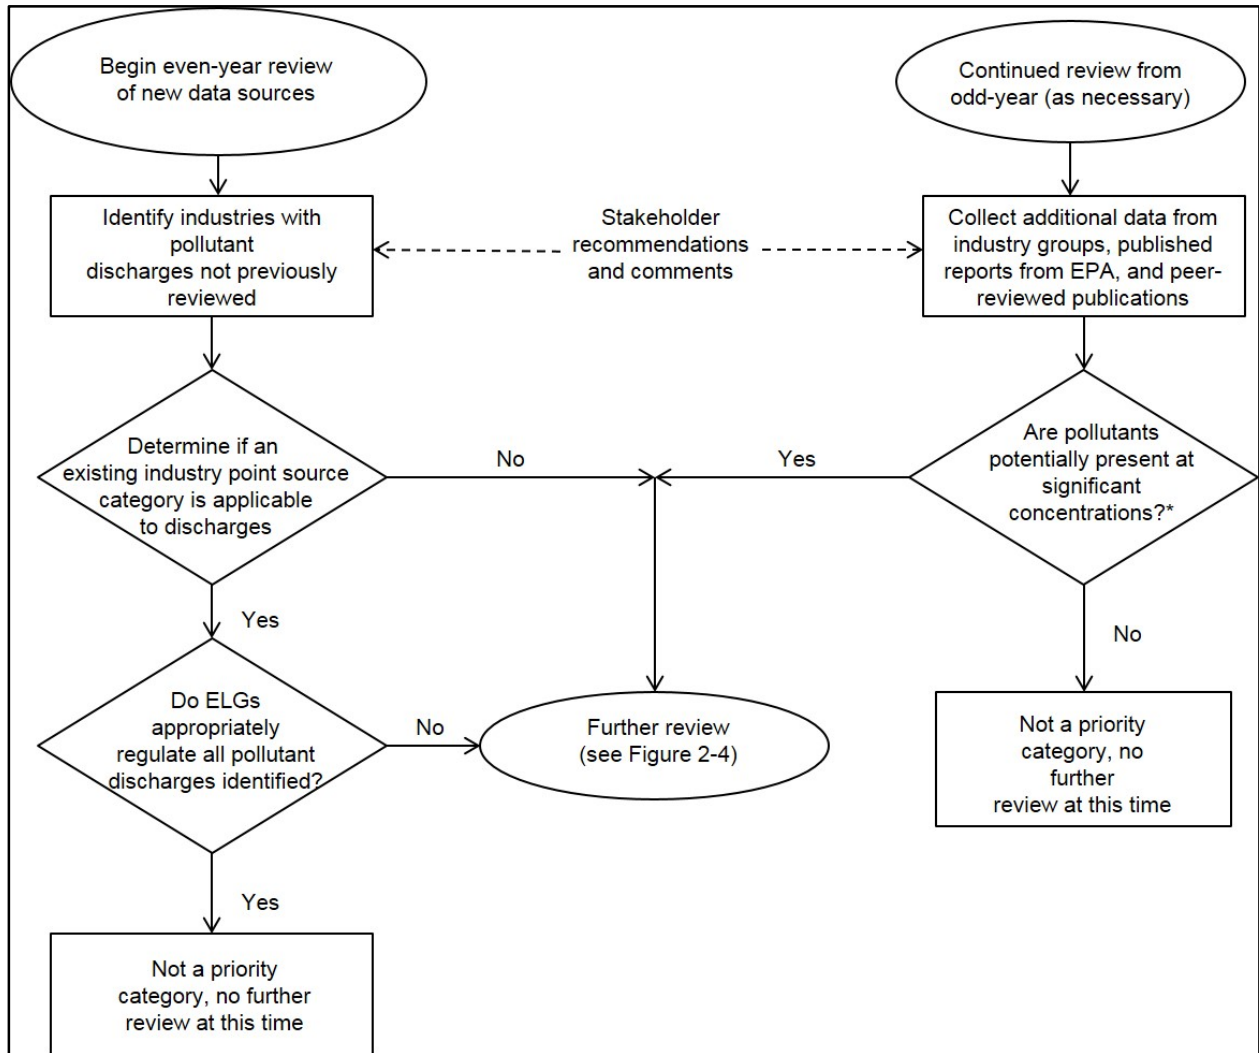 Begin even-year review
of new data sources
Continued review from
odd-year (as necessary)
Identify industries with
pollutant
discharges not previously
reviewed
Stakeholder
recommendations
and comments
Collect additional data from
industry groups, published
reports from EPA, and peer-
reviewed publications
Determine if an
existing industry point source
category is applicable
to discharges
No
Yes
Are pollutants
potentially present at
significant
concentrations?*
Yes
No
Do ELGs
appropriately
regulate all pollutant
discharges identified?
No
Further review
(see Figure 2-4)
Not a priority
category, no
further
review at this time
Yes
Not a priority
category, no further
review at this time